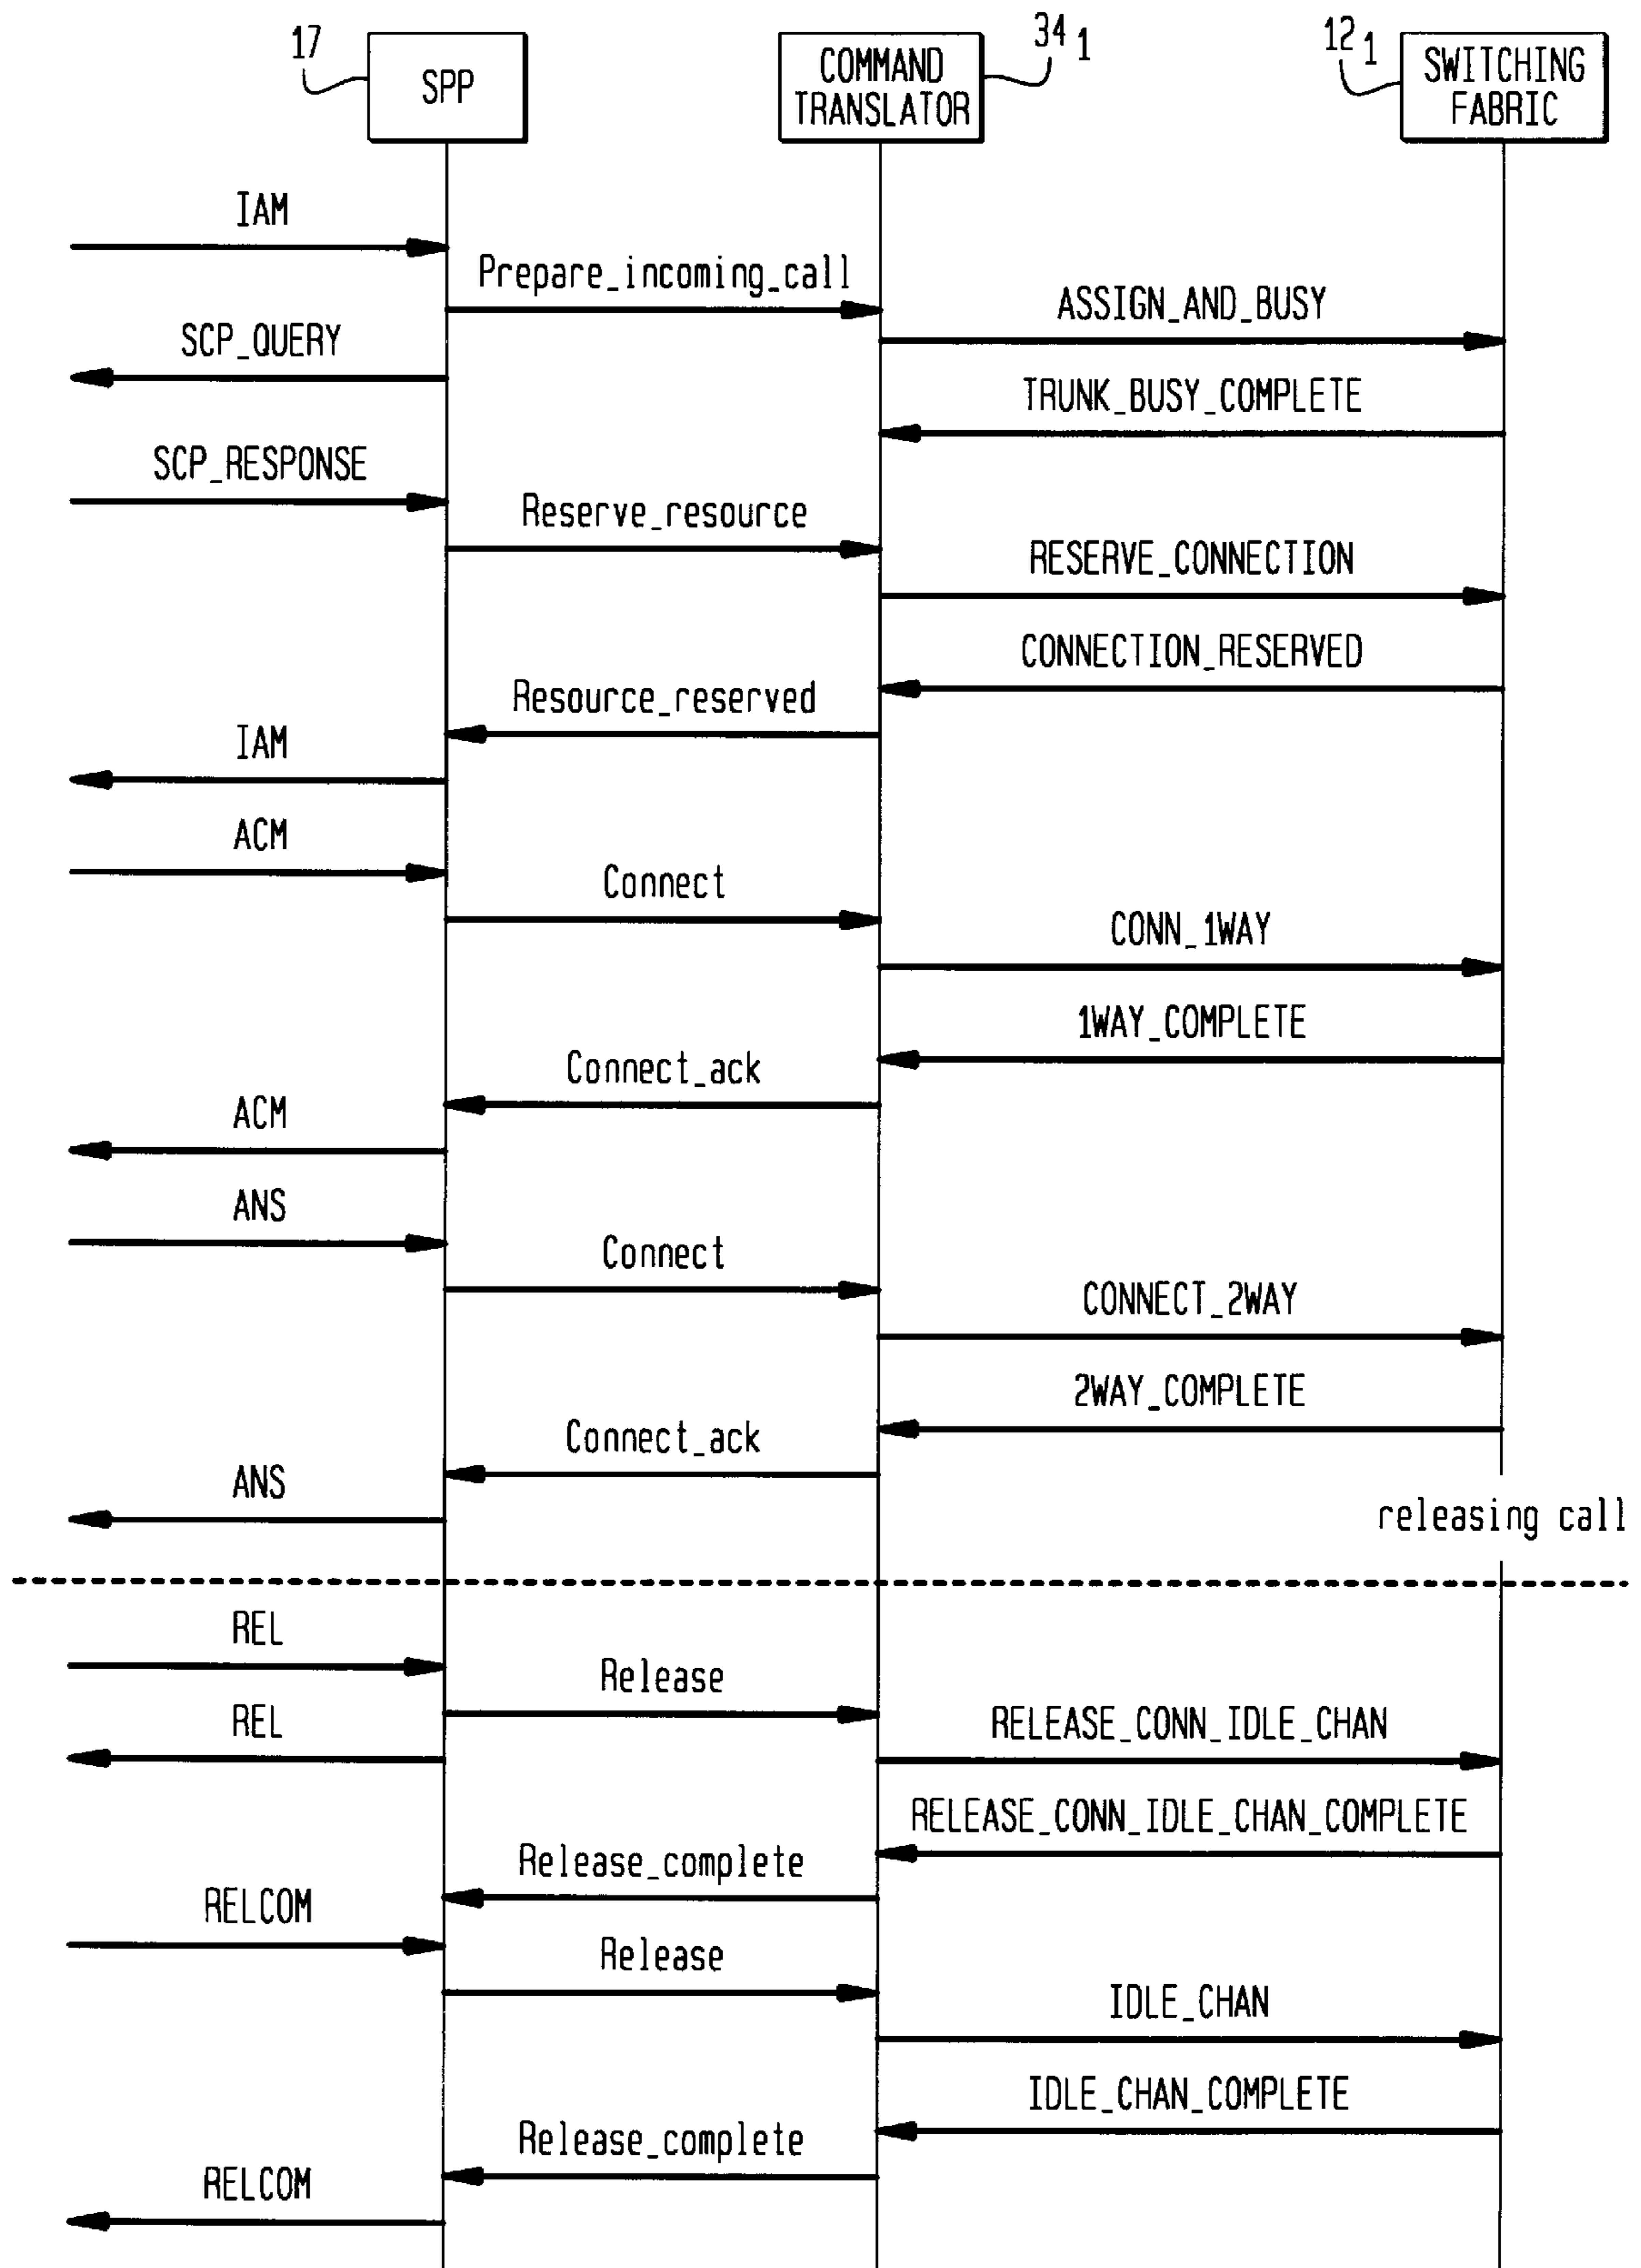 17
SPP
COMMAND
TRANSLATOR
34 1
12 1
SWITCHING
FABRIC
IAM
Prepare_incoming_call
ASSIGN_AND_BUSY
SCP_QUERY
TRUNK_BUSY_COMPLETE
SCP_RESPONSE
Reserve_resource
RESERVE_CONNECTION
CONNECTION_RESERVED
Resource_reserved
IAM
ACM
Connect
CONN_1WAY
1WAY_COMPLETE
Connect_ack
ACM
ANS
Connect
CONNECT_2WAY
2WAY_COMPLETE
Connect_ack
ANS
releasing call
REL
Release
REL
RELEASE_CONN_IDLE_CHAN
RELEASE_CONN_IDLE_CHAN_COMPLETE
Release_complete
RELCOM
Release
IDLE_CHAN
IDLE_CHAN_COMPLETE
Release_complete
RELCOM